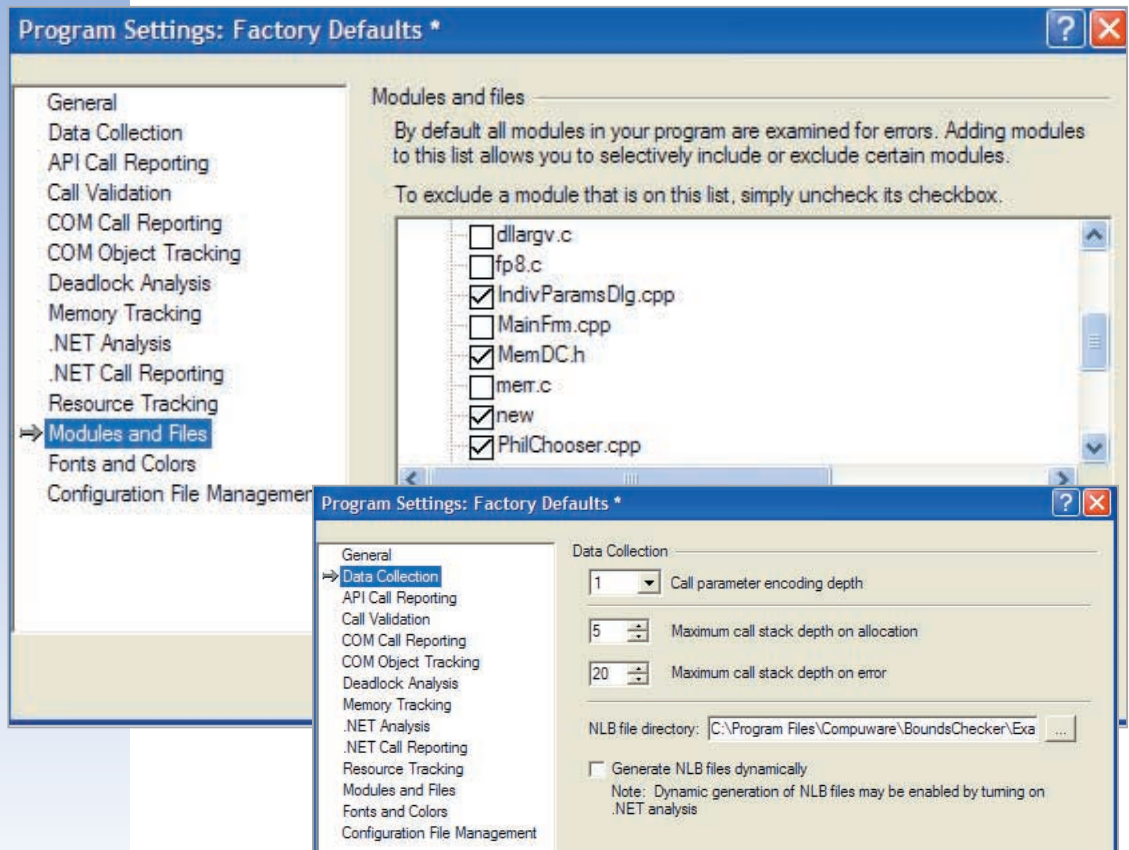 Program Settings: Factory Defaults *
General
Data Collection
API Call Reporting
Call Validation
COM Call Reporting
COM Object Tracking
Deadlock Analysis
Memory Tracking
.NET Analysis
.NET Call Reporting
Resource Tracking
Modules and Files
Fonts and Colors
Configuration File Managemen
Modules and files
By default all modules in your program are examined for errors. Adding modules
to this list allows you to selectively include or exclude certain modules.
To exclude a module that is on this list, simply uncheck its checkbox.
dllargv.c
fp8.c
IndivParamsDlg.cpp
MainFrm.cpp
MemDC.h
merr.c
new
PhilChooser.cpp
Program Settings: Factory Defaults *
General
Data Collection
API Call Reporting
Call Validation
COM Call Reporting
COM Object Tracking
Deadlock Analysis
Memory Tracking
.NET Analysis
.NET Call Reporting
Resource Tracking
Modules and Files
Fonts and Colors
Configuration File Management
Data Collection
1 Call parameter encoding depth
5 Maximum call stack depth on allocation
20 Maximum call stack depth on error
NLB file directory: C:\Program Files\Compuware\BoundsChecker\Exa ...
Generate NLB files dynamically
Note: Dynamic generation of NLB files may be enabled by turning on
.NET analysis